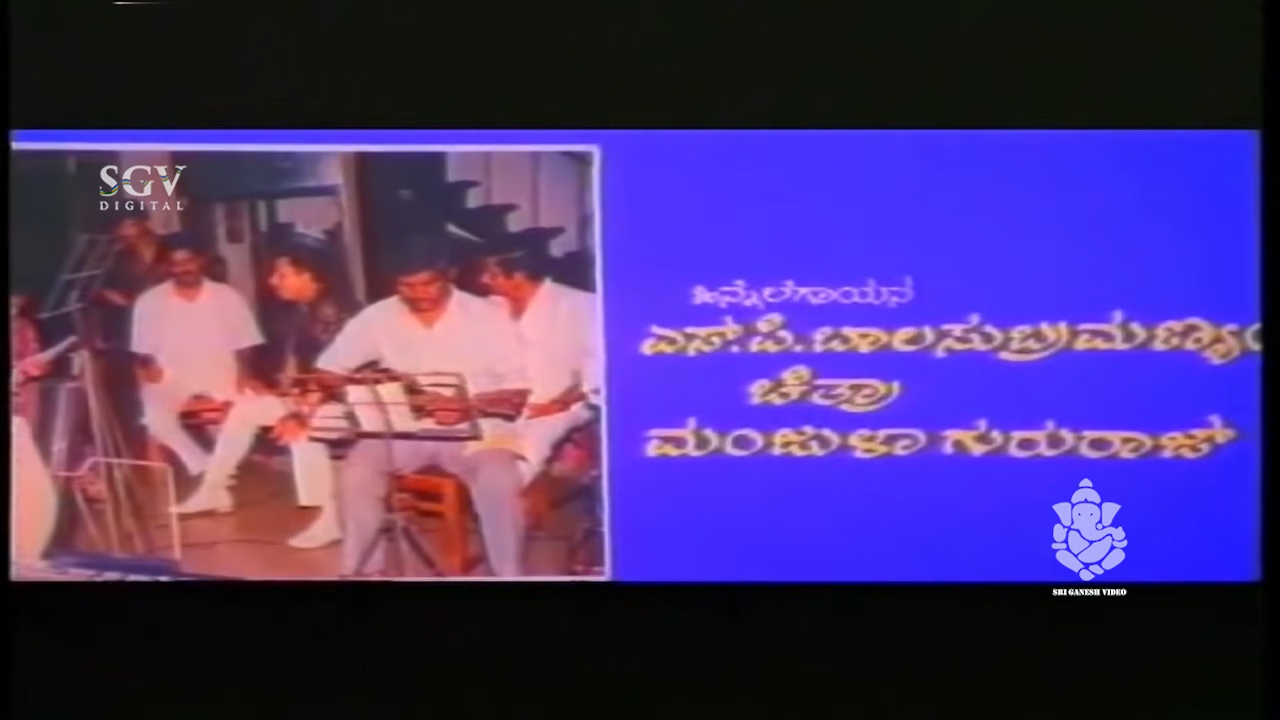 SGV
DIGITAL
ಹಿನ್ನೆಲೆಗಾಯನ
ಎಸ್. ಪಿ. ಬಾಲಸುಬ್ರಮಣ್ಯಂ
ಚಿತ್ರಾ
ಮಂಜುಳಾ ಗುರುರಾಜ್
SRI GANESH VIDEO